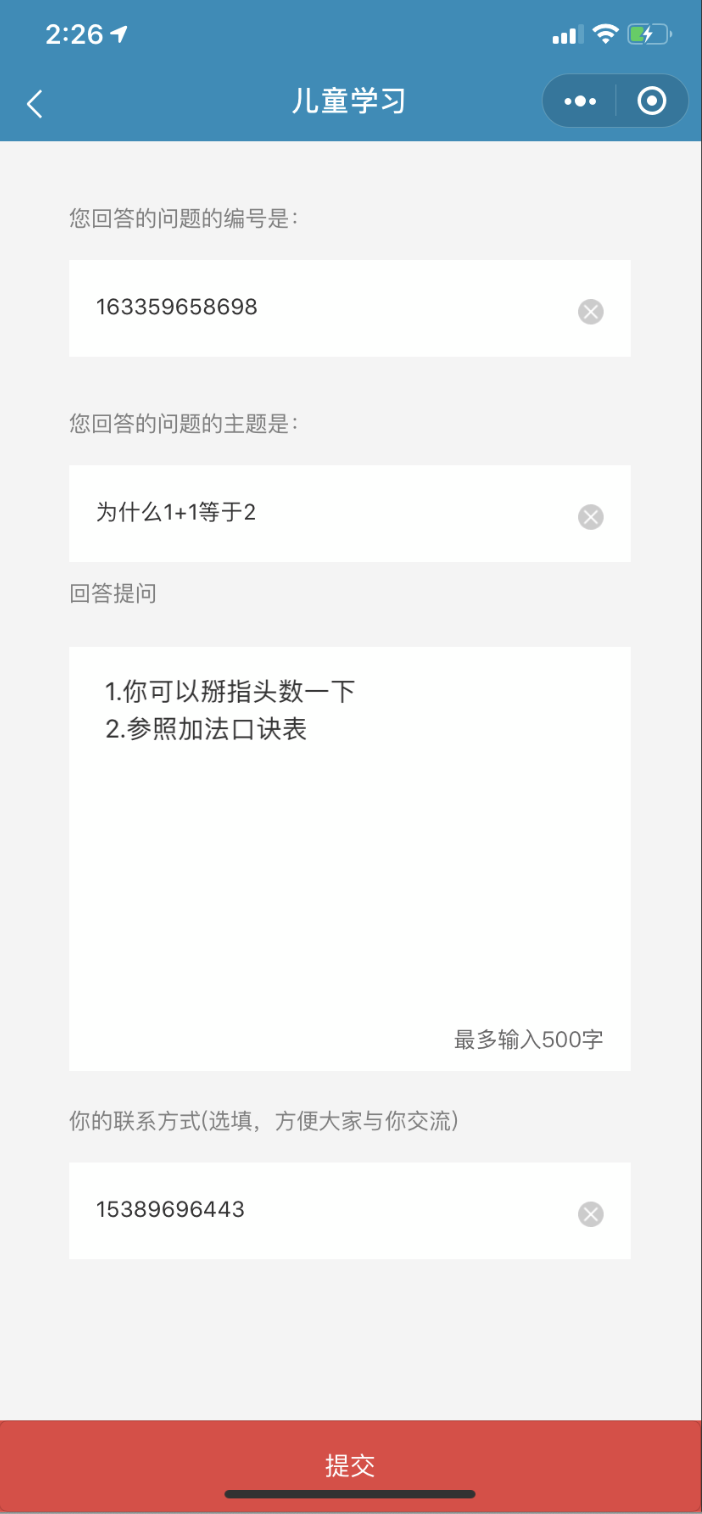 2:26
儿童学习
您回答的问题的编号是：
163359658698
您回答的问题的主题是：
为什么1+1等于2
回答提问
1.你可以掰指头数一下
2.参照加法口诀表
最多输入500字
你的联系方式(选填，方便大家与你交流)
15389696443
提交